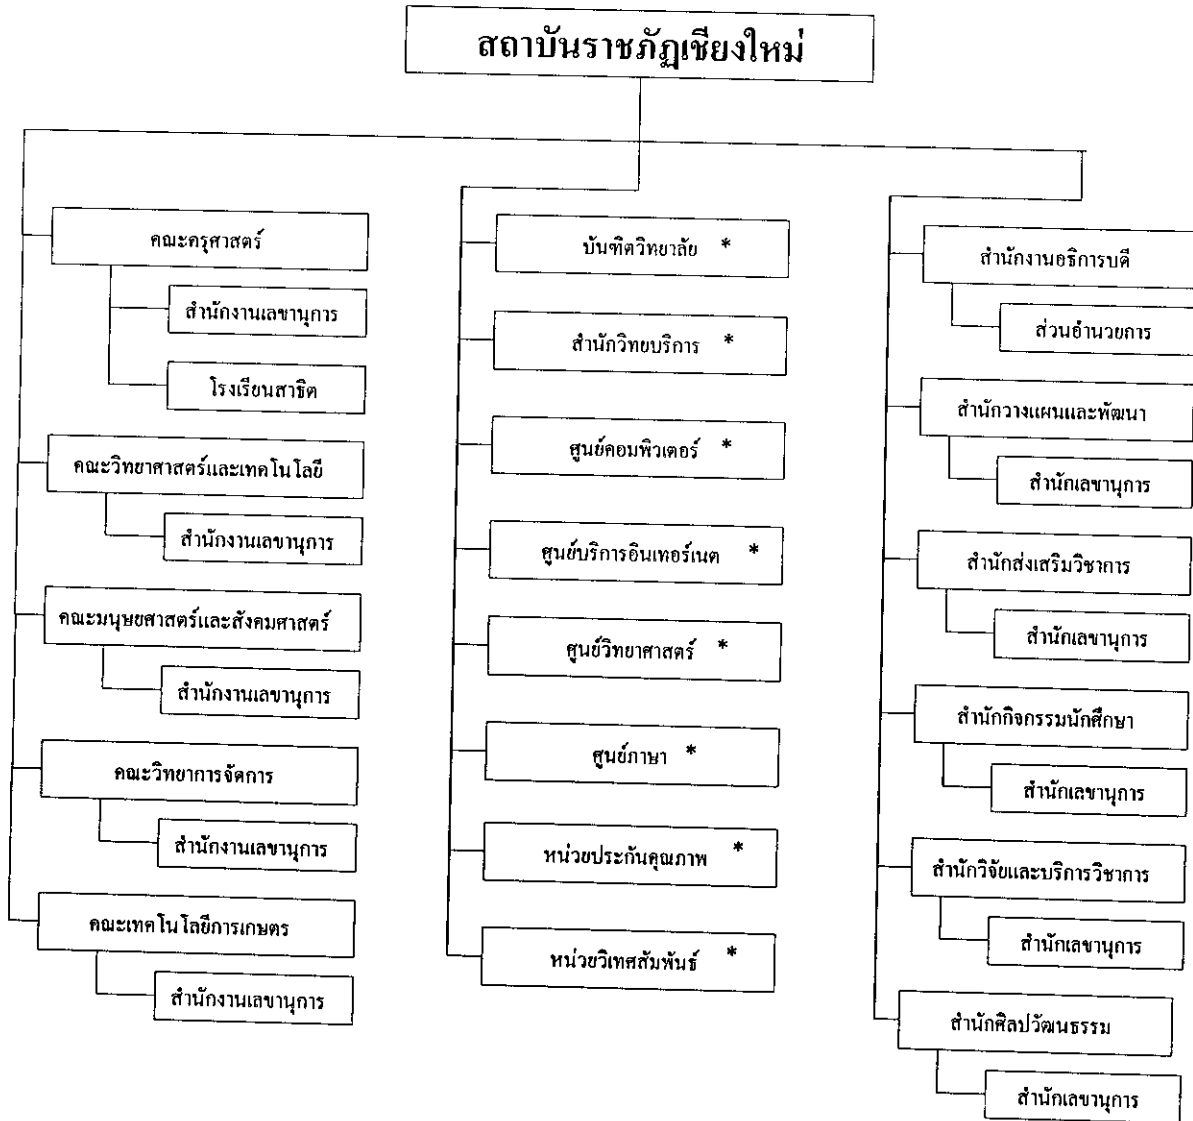 สถาบันราชภัฏเชียงใหม่
คณะครุศาสตร์
สำนักงานเลขานุการ
โรงเรียนสาธิต
คณะวิทยาศาสตร์และเทคโนโลยี
สำนักงานเลขานุการ
คณะมนุษยศาสตร์และสังคมศาสตร์
สำนักงานเลขานุการ
คณะวิทยาการจัดการ
สำนักงานเลขานุการ
คณะเทคโนโลยีการเกษตร
สำนักงานเลขานุการ
บัณฑิตวิทยาลัย *
สำนักวิทยบริการ *
ศูนย์คอมพิวเตอร์ *
ศูนย์บริการอินเทอร์เนต *
ศูนย์วิทยาศาสตร์ *
ศูนย์ภาษา *
หน่วยประกันคุณภาพ *
หน่วยวิเทศสัมพันธ์ *
สำนักงานอธิการบดี
ส่วนอำนวยการ
สำนักวางแผนและพัฒนา
สำนักเลขานุการ
สำนักส่งเสริมวิชาการ
สำนักเลขานุการ
สำนักกิจกรรมนักศึกษา
สำนักเลขานุการ
สำนักวิจัยและบริการวิชาการ
สำนักเลขานุการ
สำนักศิลปวัฒนธรรม
สำนักเลขานุการ